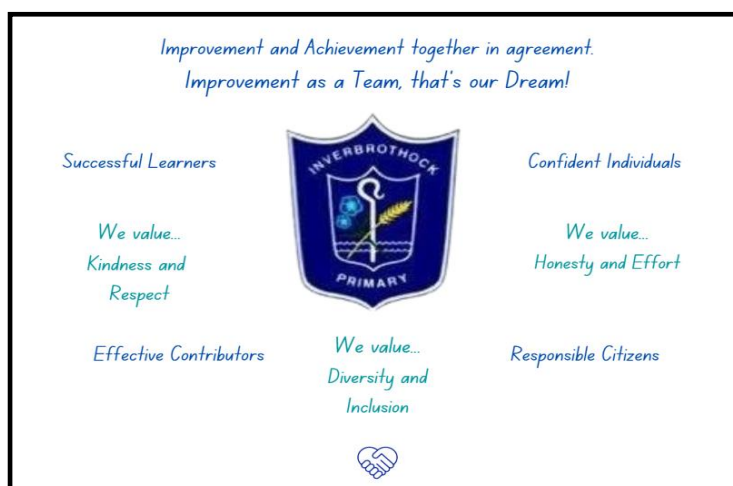 Improvement and Achievement together in agreement.
Improvement as a Team, that's our Dream!
INVERBROTHOCK
PRIMARY
Successful Learners
Confident Individuals
We value...
Kindness and
Respect
We value...
Honesty and Effort
Effective Contributors
We value...
Diversity and
Inclusion
Responsible Citizens